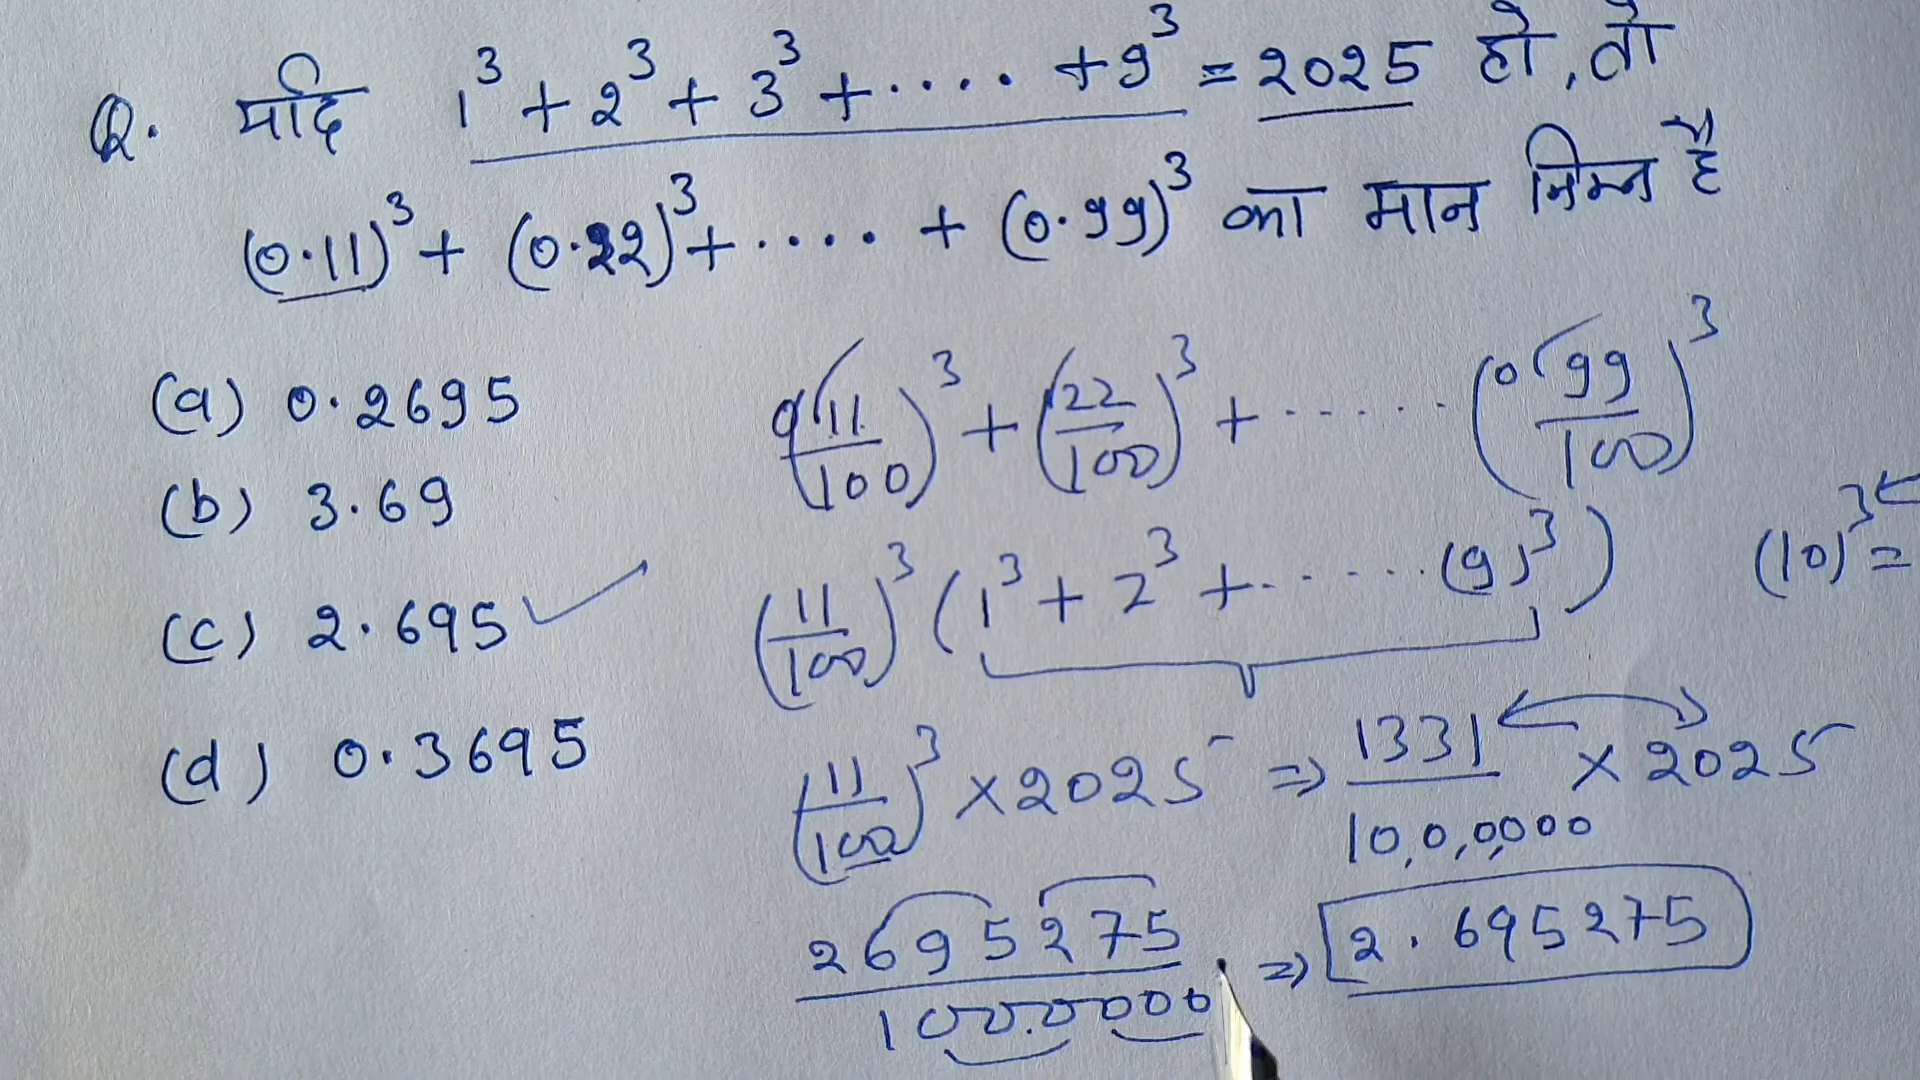 Q. यदि 1³ + 2³ + 3³ + ..... + 9³ = 2025 हो, तो
(0.11)³ + (0.22)³ + ..... + (0.99)³ का मान निम्न है
(a) 0.2695
(b) 3.69
(c) 2.695 ✓
(d) 0.3695
(11/100)³ + (22/100)³ + ...... (99/100)³
(11/100)³ (1³ + 2³ + ...... (9)³) (10)³ =
(11/100)³ × 2025 ⇒ 1331/10,0,0,000 × 2025
2695275/1000000 ⇒ 2.695275